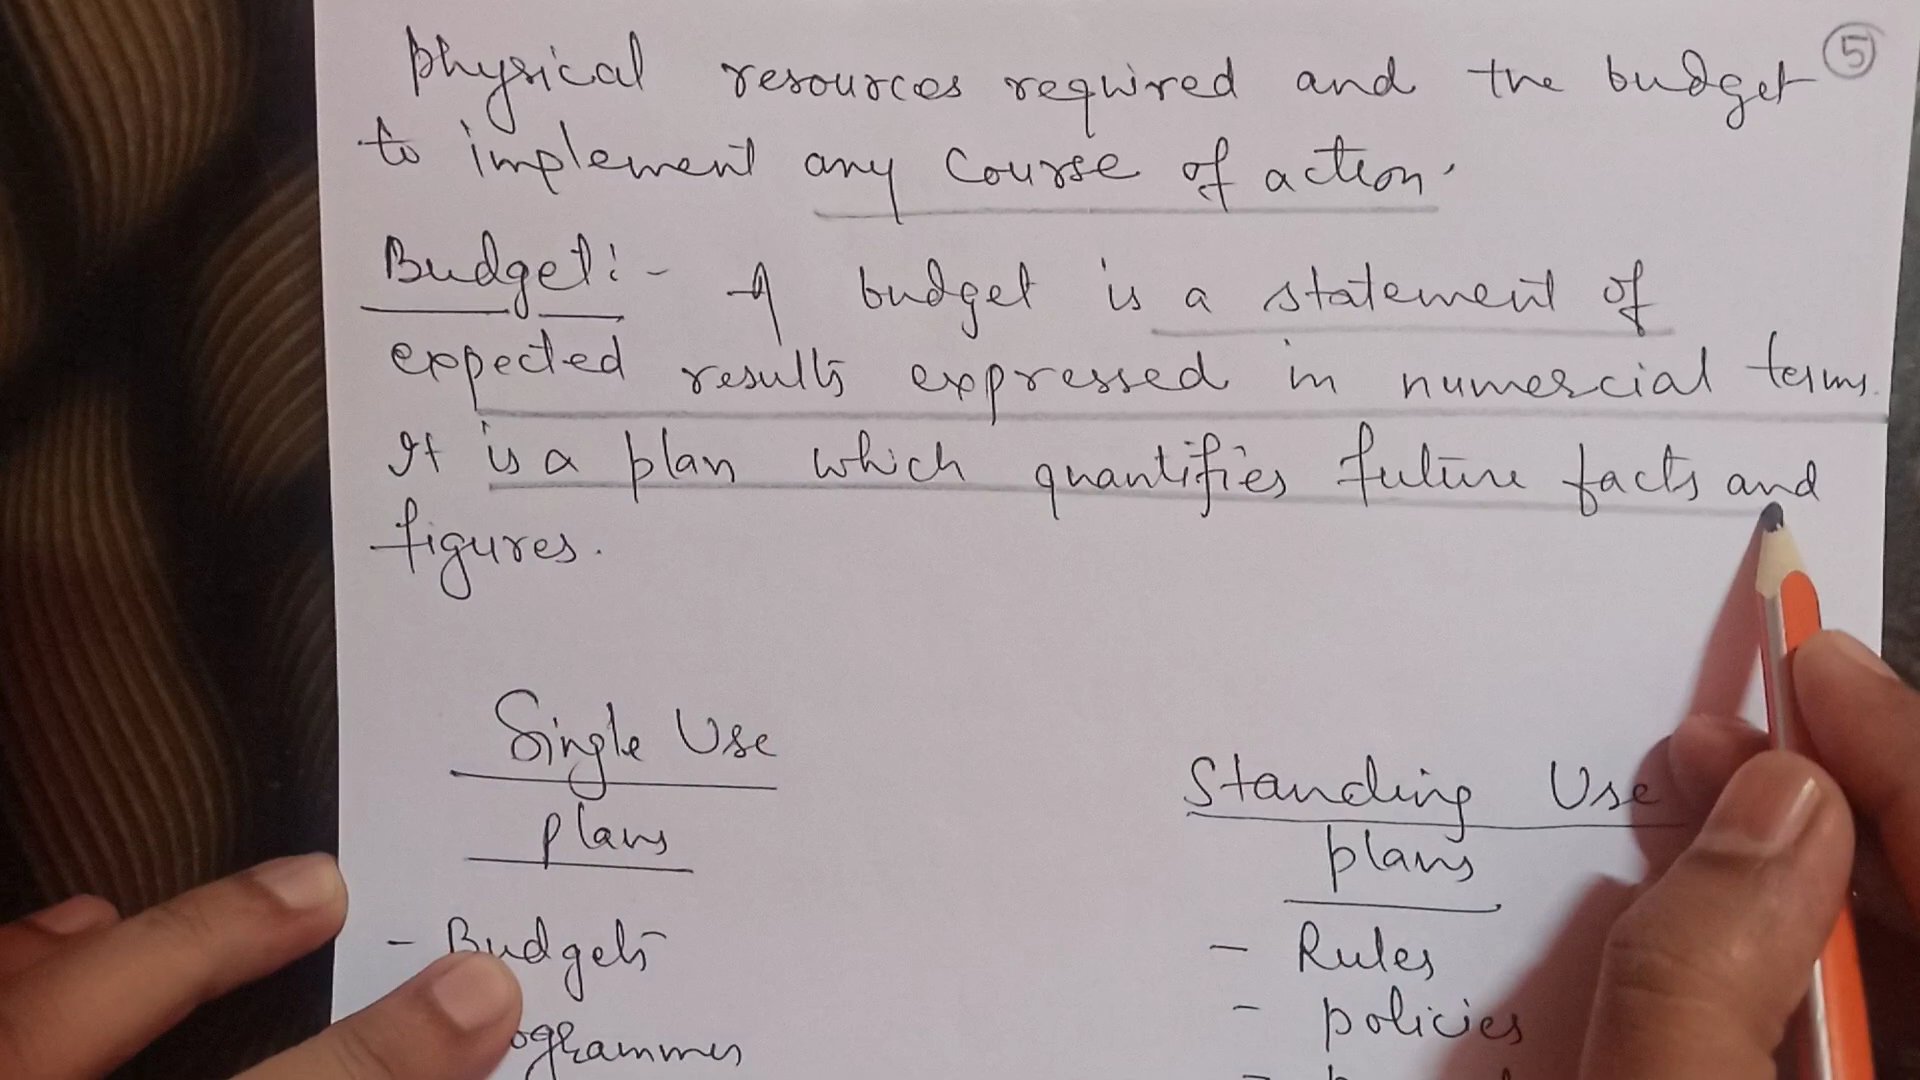 physical resources required and the budget 5
to implement any course of action.
Budget:- A budget is a statement of
expected results expressed in numercial terms.
It is a plan which quantifies future facts and
figures.
Single Use
plans
- Budgets
Standing Use
plans
- Rules
- policies